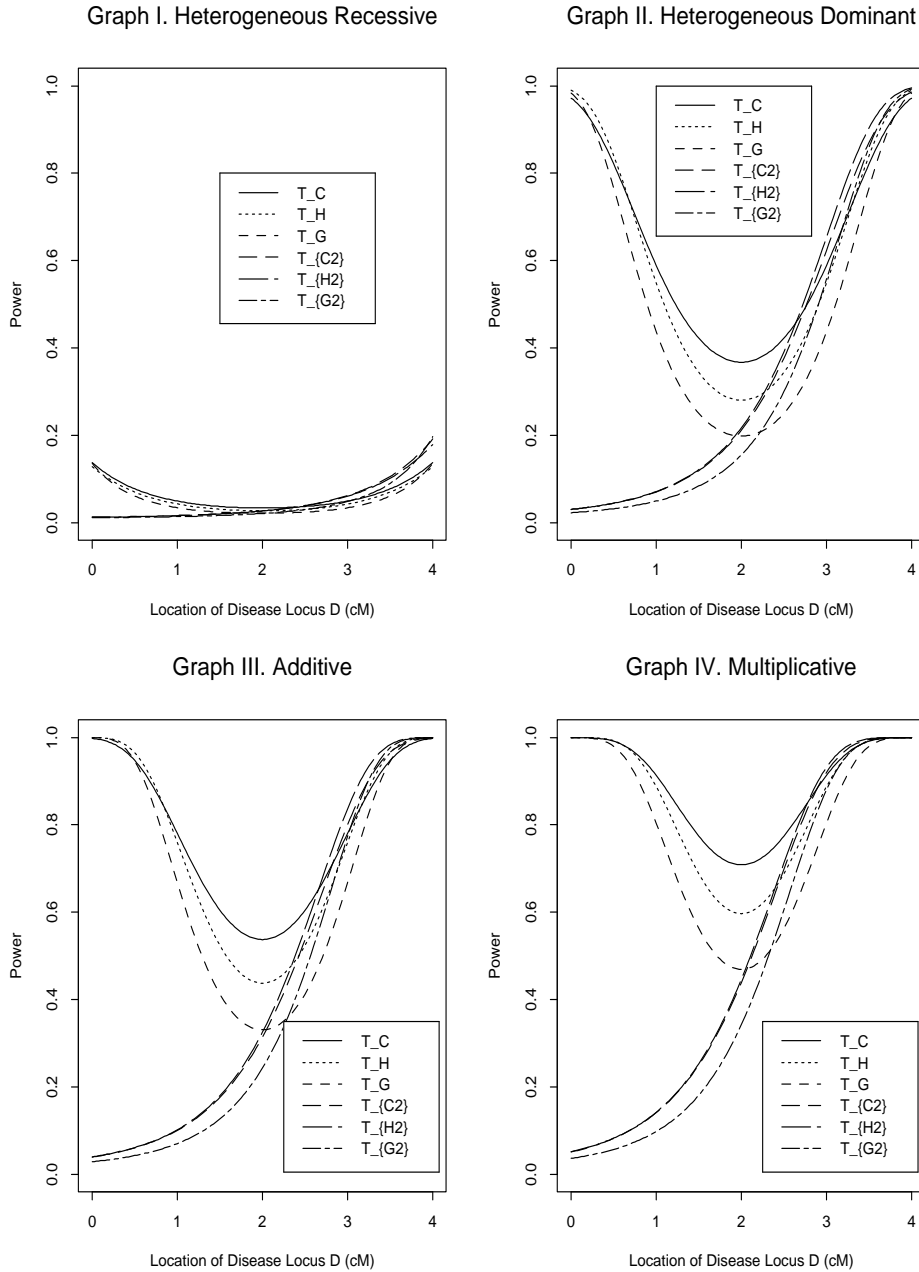 Graph I. Heterogeneous Recessive
Power
1.0
0.8
0.6
0.4
0.2
0.0
T_C
T_H
T_G
T_{C2}
T_{H2}
T_{G2}
0 1 2 3 4
Location of Disease Locus D (cM)
Graph II. Heterogeneous Dominant
Power
1.0
0.8
0.6
0.4
0.2
0.0
T_C
T_H
T_G
T_{C2}
T_{H2}
T_{G2}
0 1 2 3 4
Location of Disease Locus D (cM)
Graph III. Additive
Power
1.0
0.8
0.6
0.4
0.2
0.0
T_C
T_H
T_G
T_{C2}
T_{H2}
T_{G2}
0 1 2 3 4
Location of Disease Locus D (cM)
Graph IV. Multiplicative
Power
1.0
0.8
0.6
0.4
0.2
0.0
T_C
T_H
T_G
T_{C2}
T_{H2}
T_{G2}
0 1 2 3 4
Location of Disease Locus D (cM)